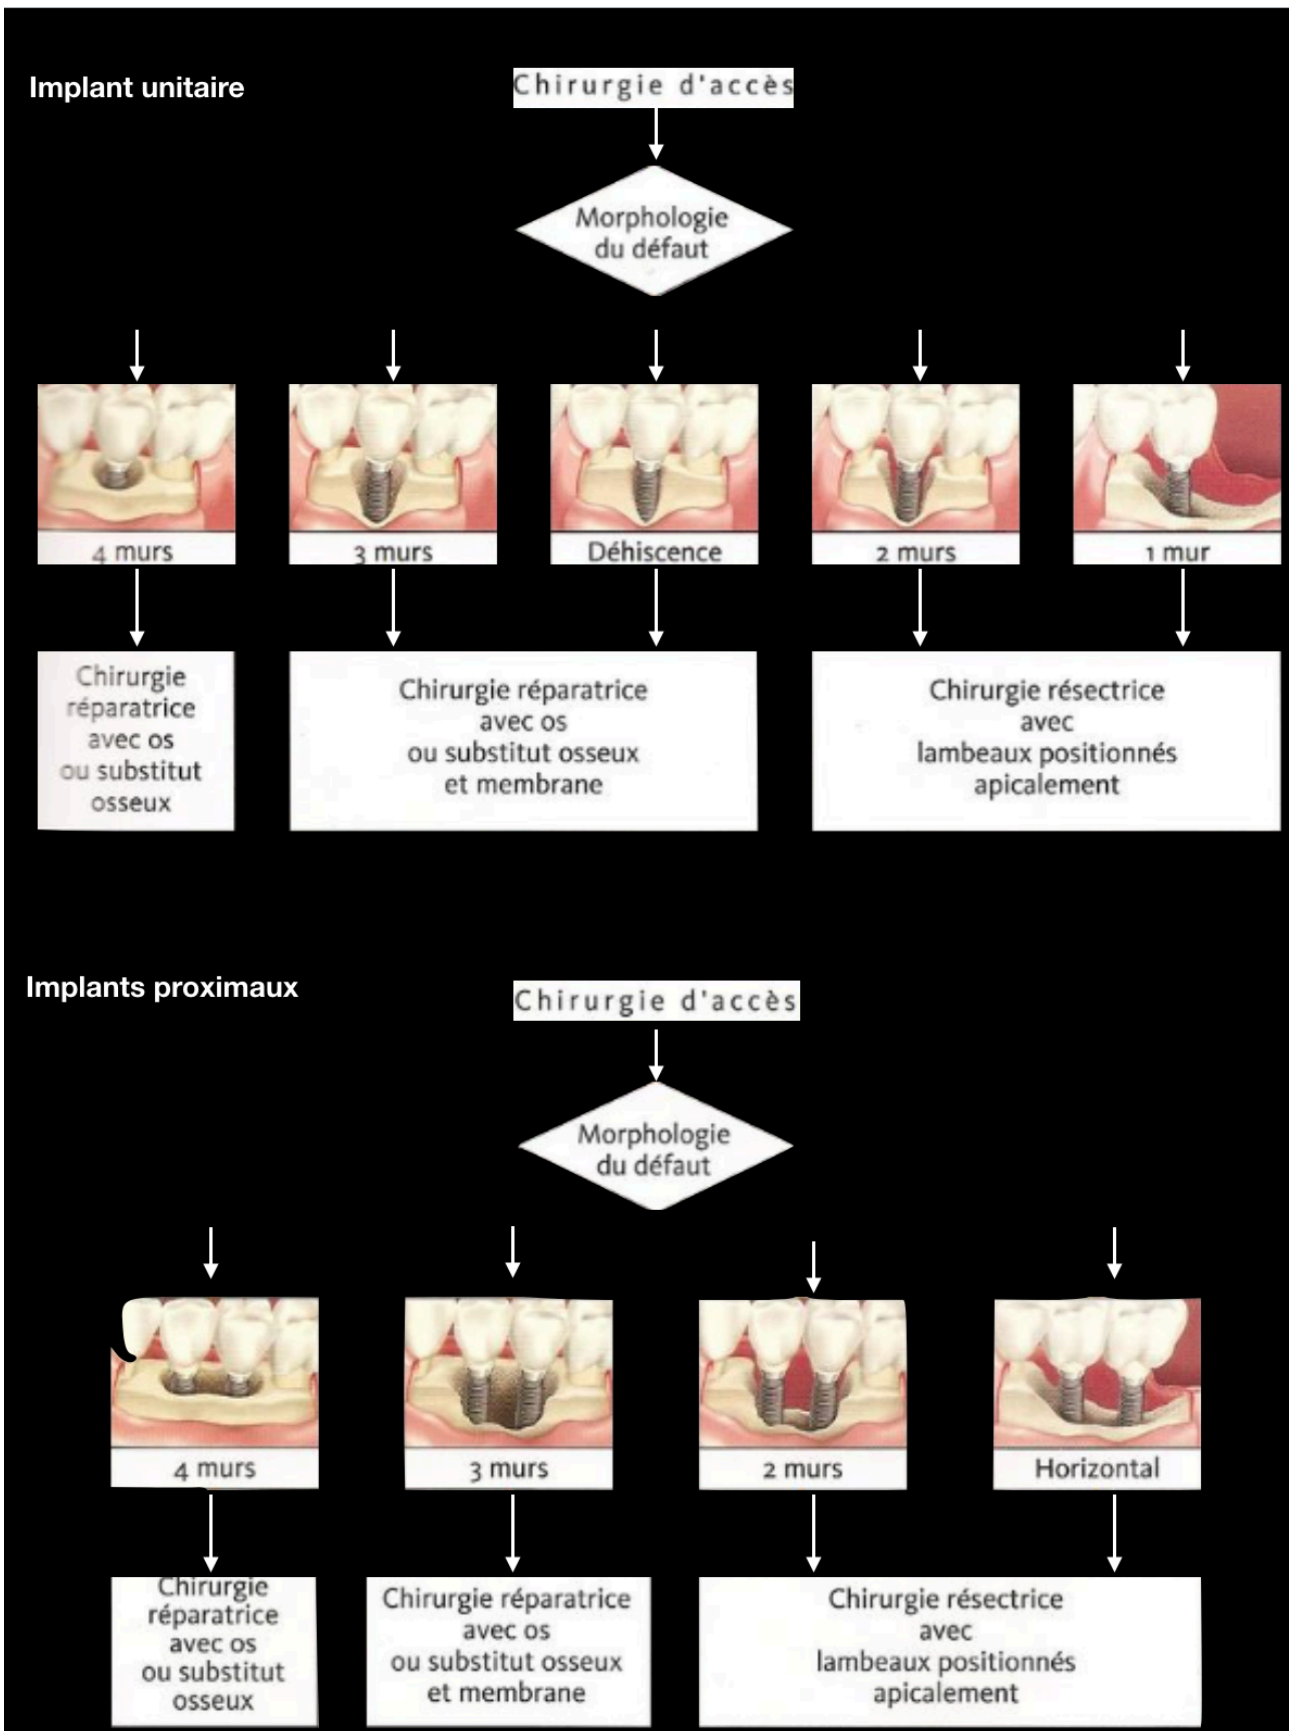 Implant unitaire
Chirurgie d'accès
Morphologie
du défaut
4 murs
3 murs
Déhiscence
2 murs
1 mur
Chirurgie
réparatrice
avec os
ou substitut
osseux
Chirurgie réparatrice
avec os
ou substitut osseux
et membrane
Chirurgie résectrice
avec
lambeaux positionnés
apicalement
Implants proximaux
Chirurgie d'accès
Morphologie
du défaut
4 murs
3 murs
2 murs
Horizontal
Chirurgie
réparatrice
avec os
ou substitut
osseux
Chirurgie réparatrice
avec os
ou substitut osseux
et membrane
Chirurgie résectrice
avec
lambeaux positionnés
apicalement